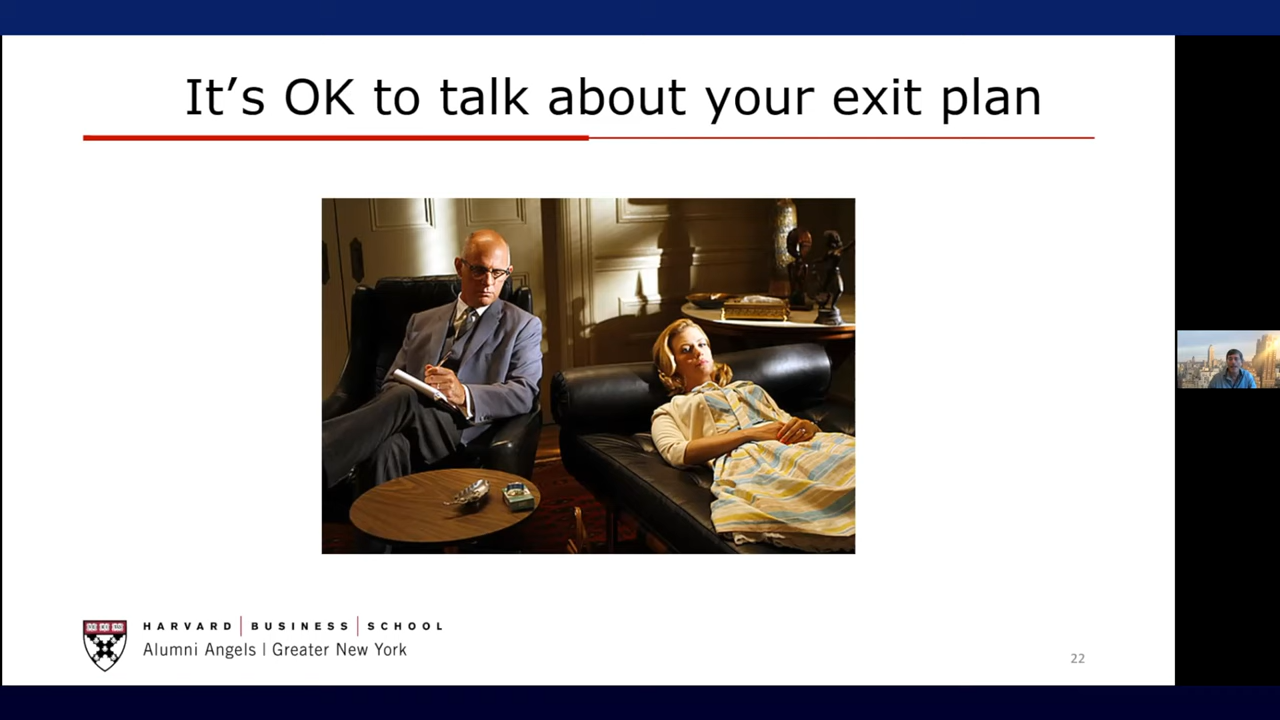 It’s OK to talk about your exit plan
HARVARD | BUSINESS | SCHOOL
Alumni Angels | Greater New York
22